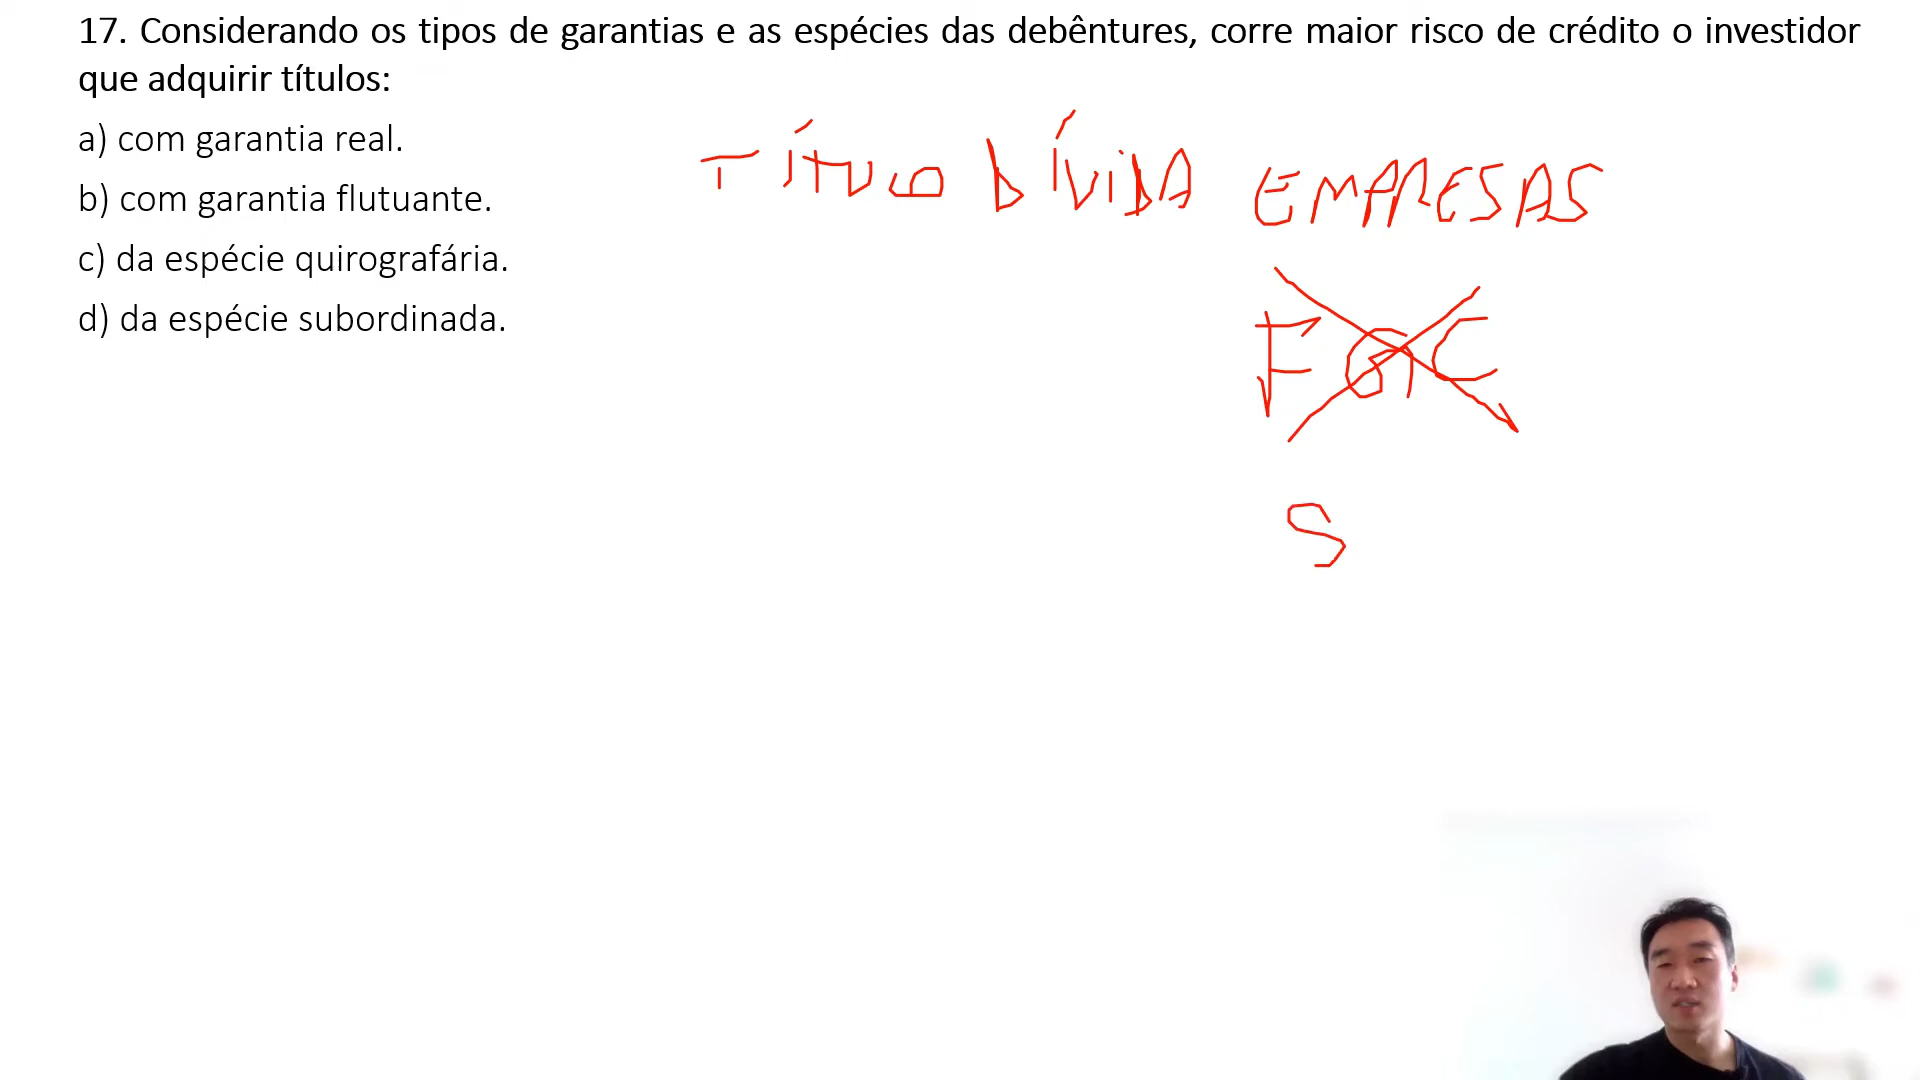 17. Considerando os tipos de garantias e as espécies das debêntures, corre maior risco de crédito o investidor
que adquirir títulos:
a) com garantia real.
TÍTULO DÍVIDA EMPRESAS
b) com garantia flutuante.
c) da espécie quirografária.
d) da espécie subordinada.
FGC
S